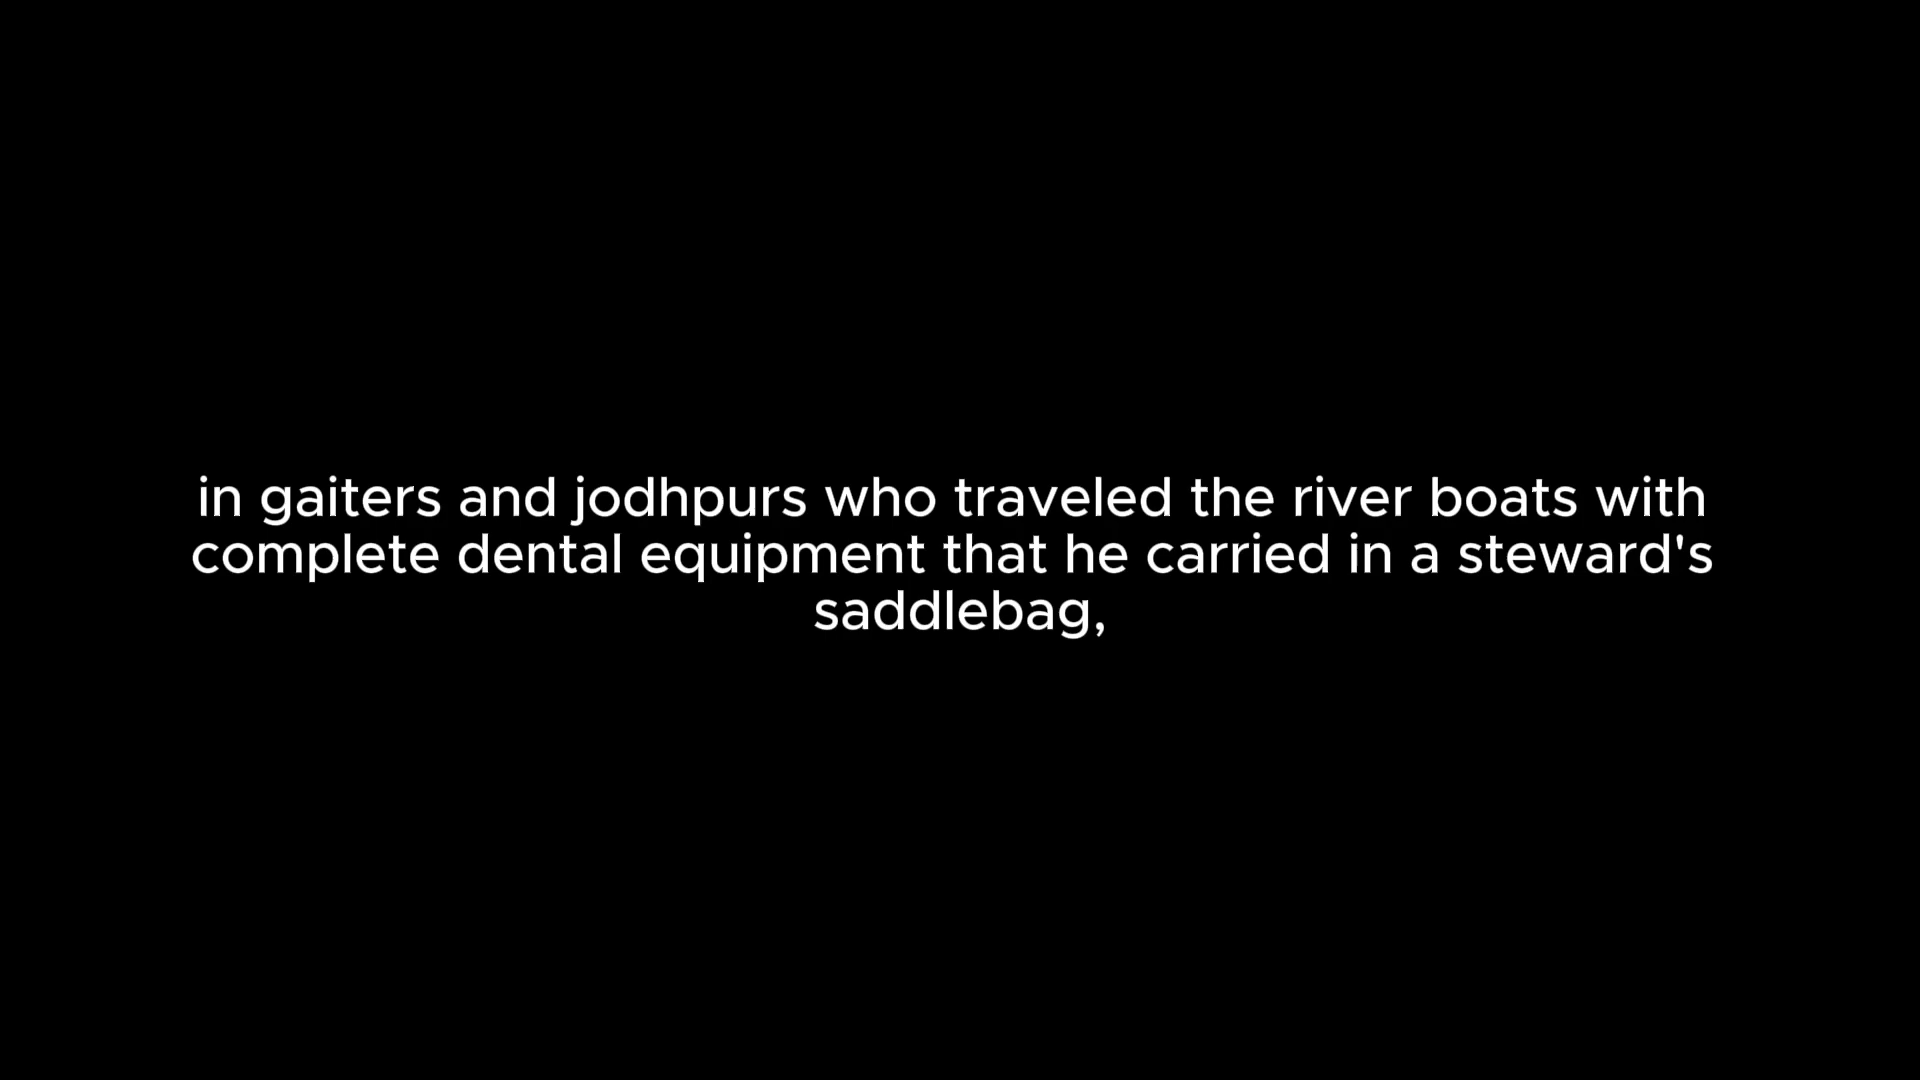 in gaiters and jodhpurs who traveled the river boats with
complete dental equipment that he carried in a steward's
saddlebag,